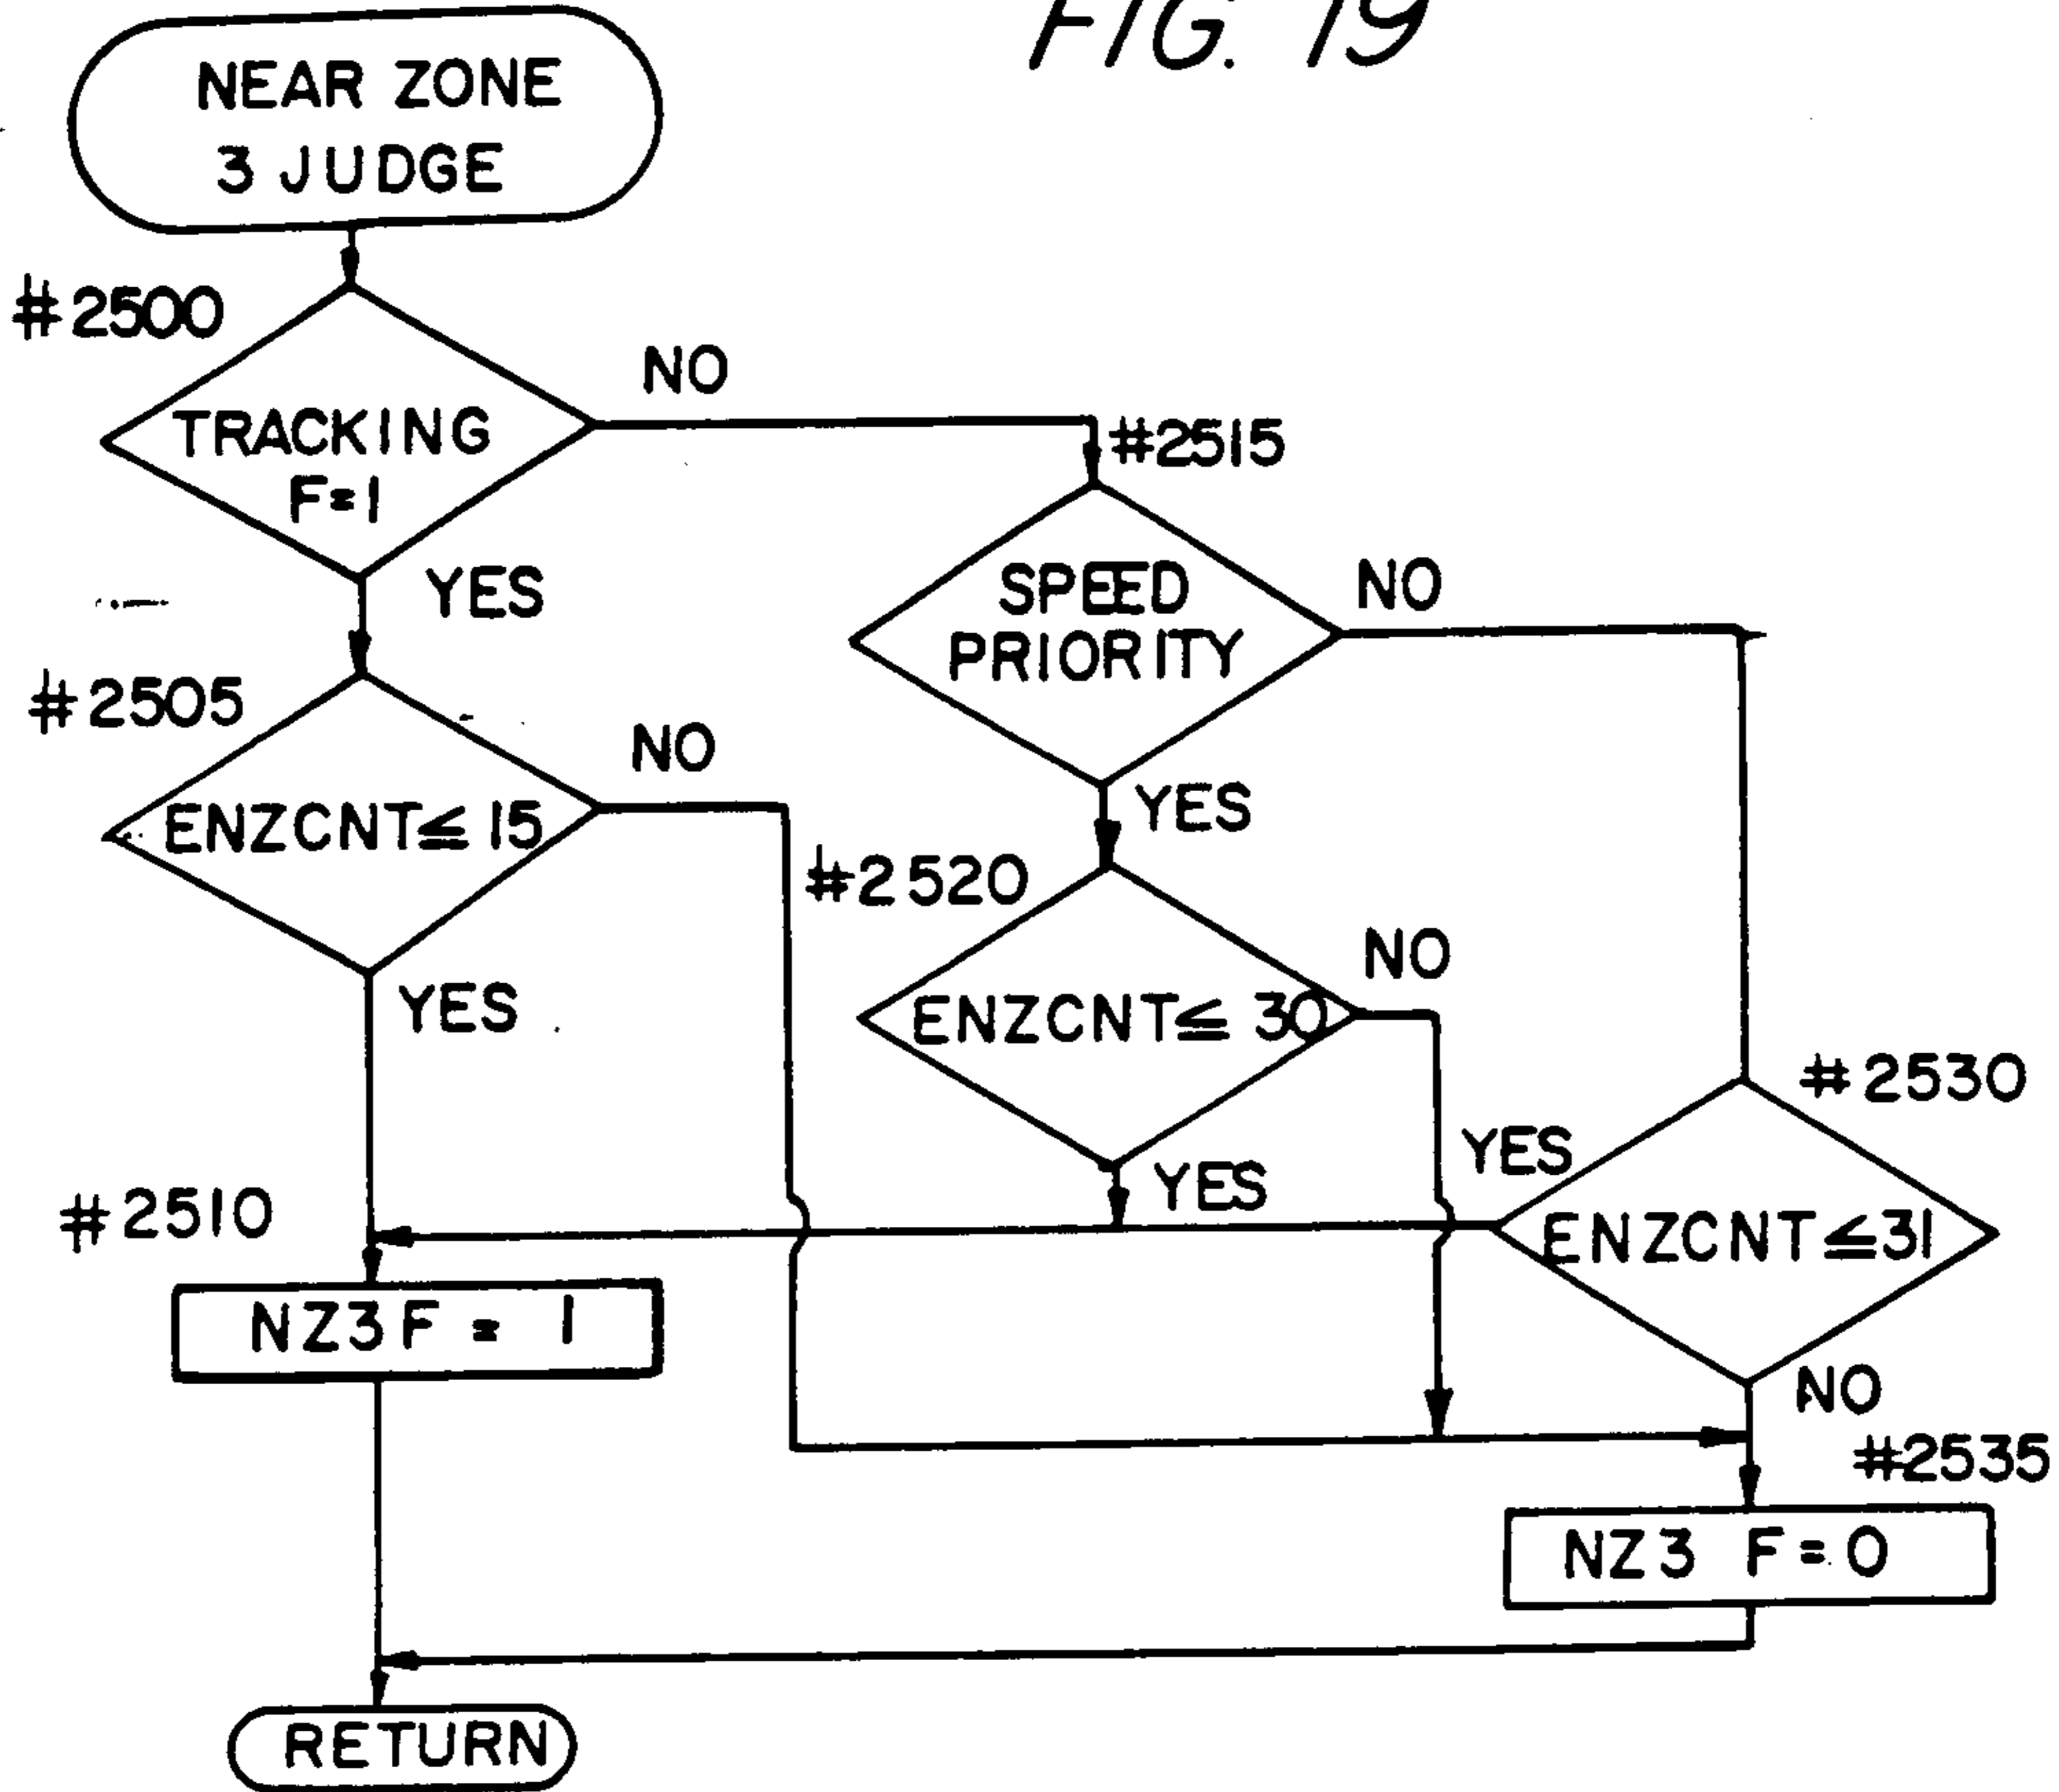 FIG. 19
NEAR ZONE
3 JUDGE
#2500
TRACKING
F=1
NO
YES
#2515
SPEED
PRIORITY
NO
YES
#2505
ENZCNT≦ 15
NO
YES
#2520
ENZCNT≦ 30
NO
YES
#2530
YES
ENZCNT≦31
NO
#2510
NZ3F = 1
#2535
NZ3 F=0
RETURN